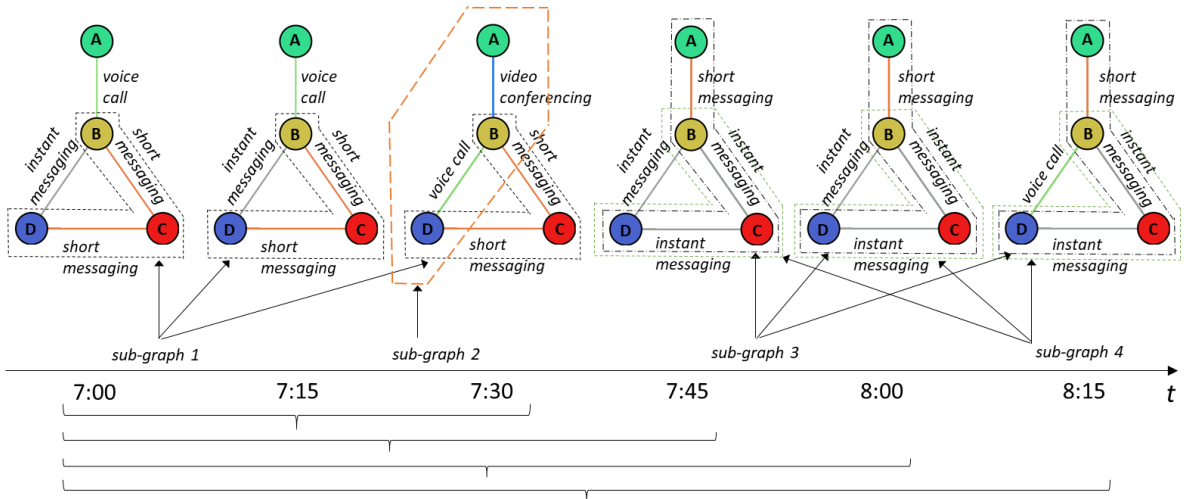 A
voice
call
B
instant
messaging
short
messaging
D
C
short
messaging
A
voice
call
B
instant
messaging
short
messaging
D
C
short
messaging
A
video
conferencing
B
voice call
short
messaging
D
C
short
messaging
A
short
messaging
B
instant
messaging
instant
messaging
D
C
instant
messaging
A
short
messaging
B
instant
messaging
instant
messaging
D
C
instant
messaging
A
short
messaging
B
voice call
instant
messaging
D
C
instant
messaging
sub-graph 1
sub-graph 2
sub-graph 3
sub-graph 4
7:00
7:15
7:30
7:45
8:00
8:15
t